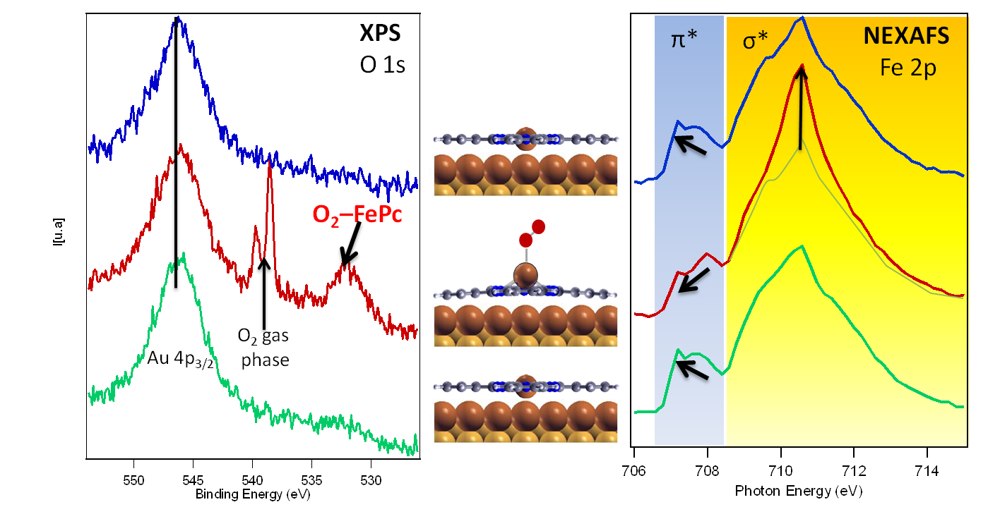 XPS
O 1s
O₂–FePc
O₂ gas
phase
Au 4p₃/₂
I[u.a]
550 545 540 535 530
Binding Energy (eV)
π* σ* NEXAFS
Fe 2p
706 708 710 712 714
Photon Energy (eV)